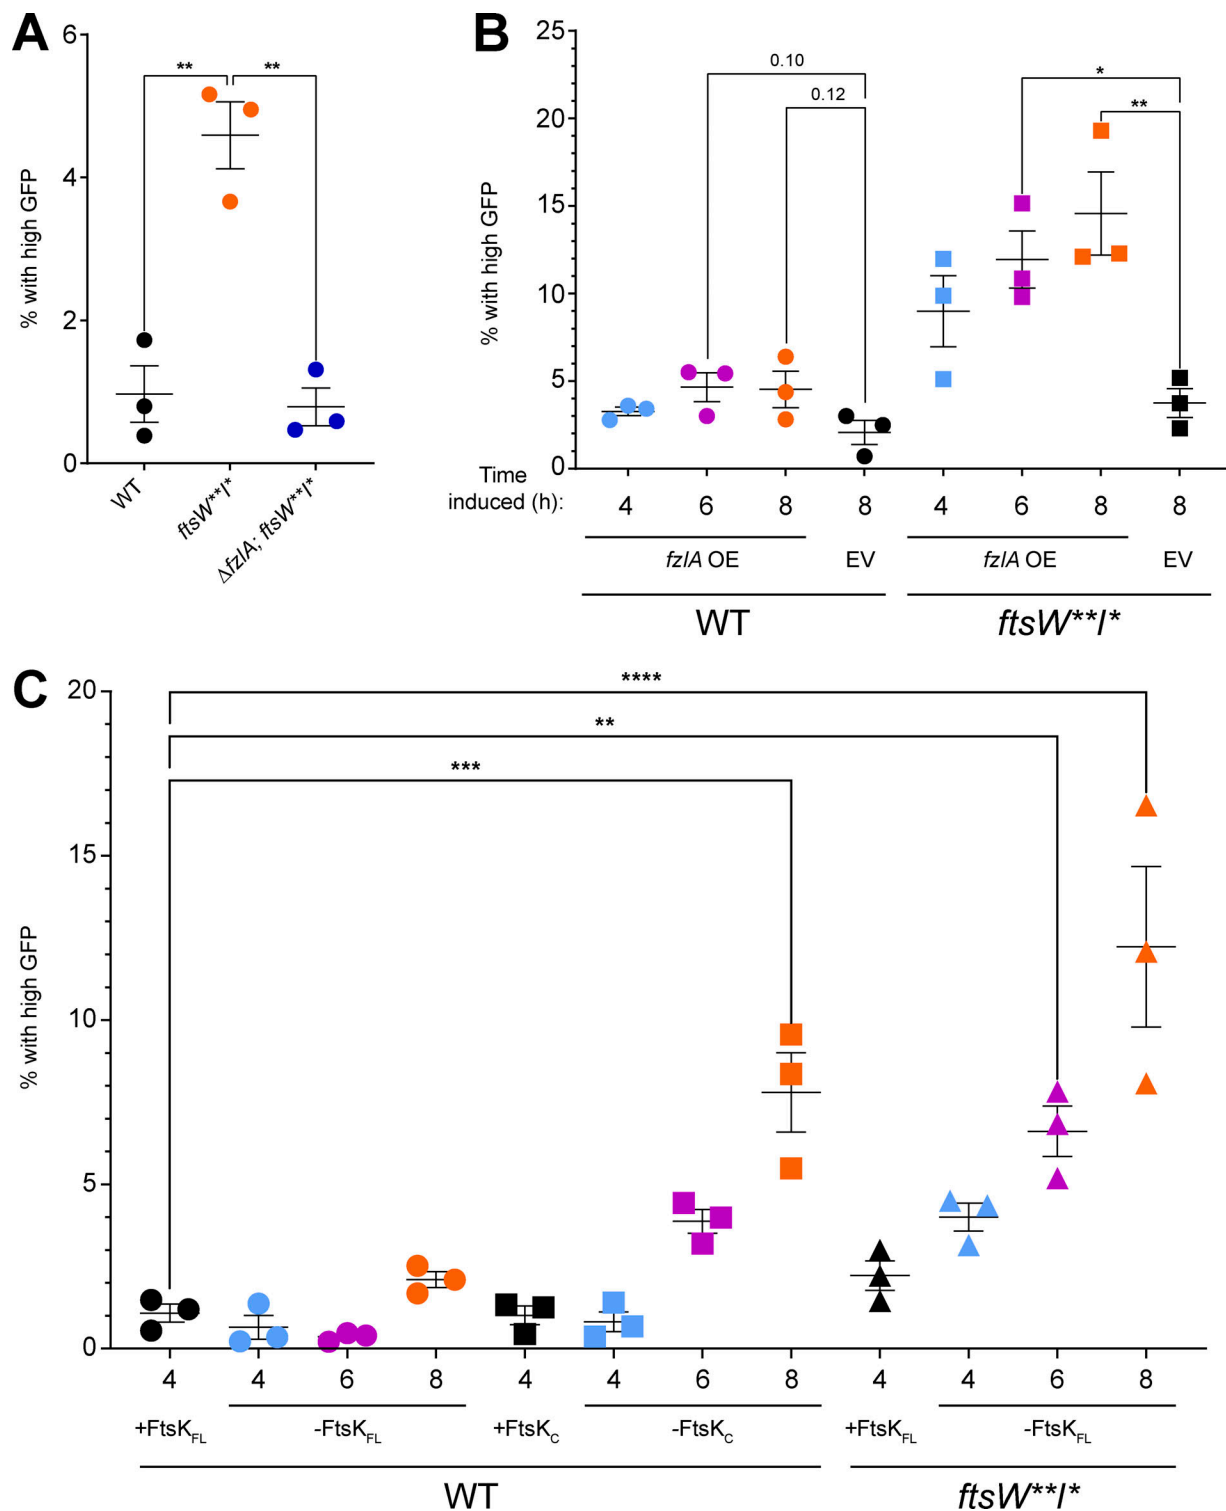 A
% with high GFP
6
4
2
0
** **
WT
ftsW**I*
ΔfzlA; ftsW**I*
B
% with high GFP
25
20
15
10
5
0
0.10
0.12
*
**
Time
induced (h):
4 6 8 8 4 6 8 8
fzlA OE EV fzlA OE EV
WT ftsW**I*
C
% with high GFP
20
15
10
5
0
****
**
***
4 4 6 8 4 4 6 8 4 4 6 8
+FtsKFL -FtsKFL +FtsKC -FtsKC +FtsKFL -FtsKFL
WT ftsW**I*